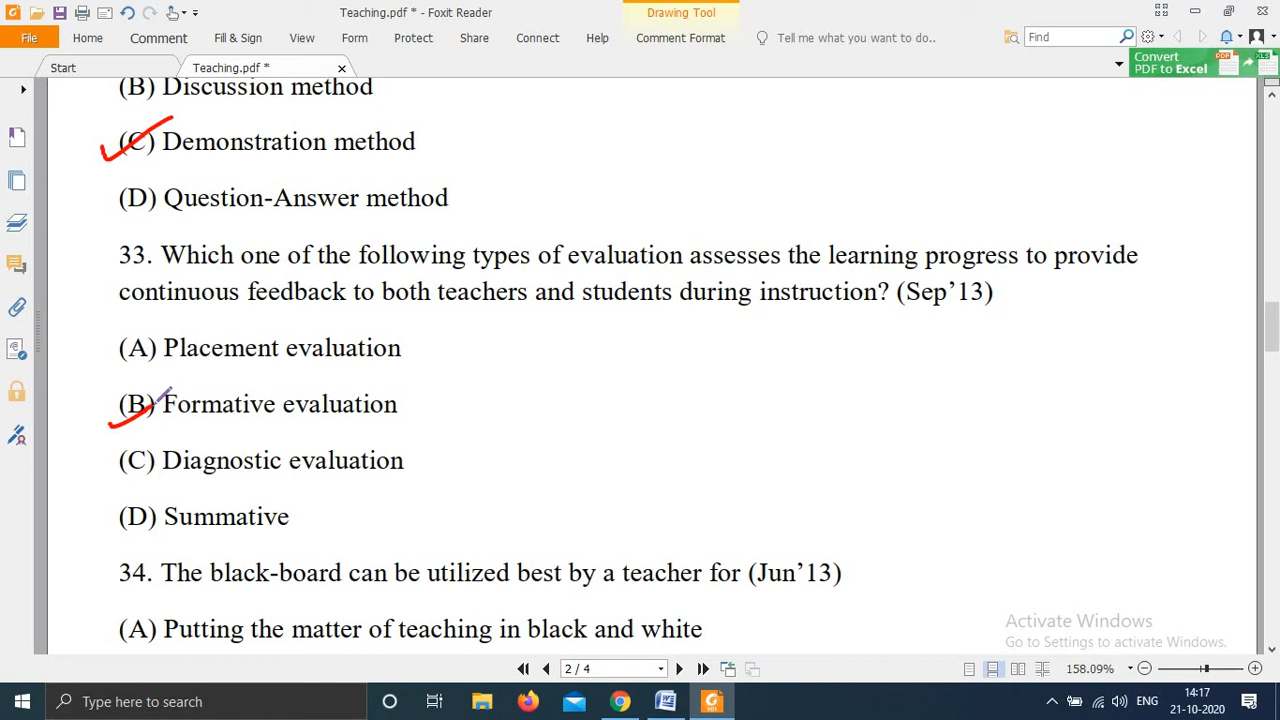 Teaching.pdf * - Foxit Reader
Drawing Tool
File Home Comment Fill & Sign View Form Protect Share Connect Help Comment Format Tell me what you want to do.. Find
Start Teaching.pdf *
Convert
PDF to Excel
PDF XLS
(B) Discussion method
(C) Demonstration method
(D) Question-Answer method
33. Which one of the following types of evaluation assesses the learning progress to provide
continuous feedback to both teachers and students during instruction? (Sep’13)
(A) Placement evaluation
(B) Formative evaluation
(C) Diagnostic evaluation
(D) Summative
34. The black-board can be utilized best by a teacher for (Jun’13)
(A) Putting the matter of teaching in black and white
Activate Windows
Go to Settings to activate Windows.
2 / 4
158.09%
Type here to search
ENG
14:17
21-10-2020